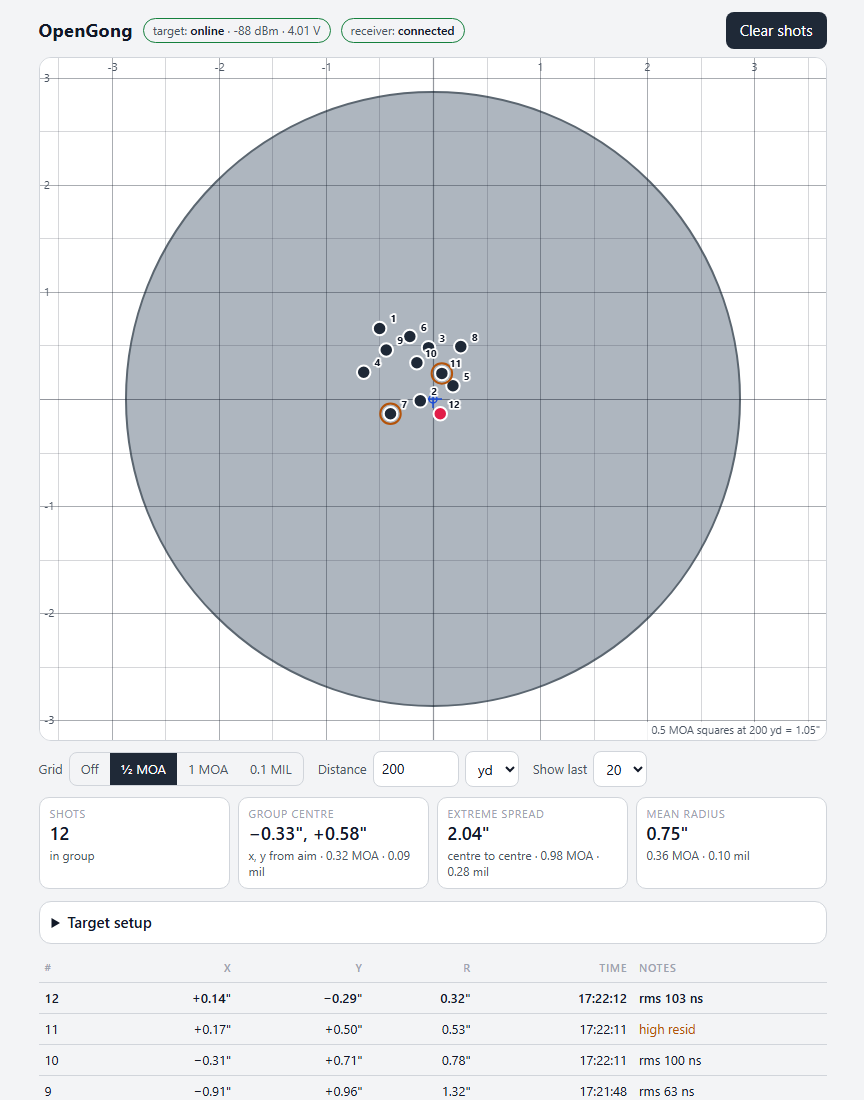 OpenGong target: online · -88 dBm · 4.01 V receiver: connected Clear shots
-3 -2 -1 1 2 3
3
2
1
1
6
3
8
9
10
4
11
5
2
7
12
-1
-2
-3
0.5 MOA squares at 200 yd = 1.05"
Grid Off ½ MOA 1 MOA 0.1 MIL Distance 200 yd Show last 20
SHOTS
12
in group
GROUP CENTRE
−0.33", +0.58"
x, y from aim · 0.32 MOA · 0.09
mil
EXTREME SPREAD
2.04"
centre to centre · 0.98 MOA ·
0.28 mil
MEAN RADIUS
0.75"
0.36 MOA · 0.10 mil
Target setup
# X Y R TIME NOTES
12 +0.14" −0.29" 0.32" 17:22:12 rms 103 ns
11 +0.17" +0.50" 0.53" 17:22:11 high resid
10 −0.31" +0.71" 0.78" 17:22:11 rms 100 ns
9 −0.91" +0.96" 1.32" 17:21:48 rms 63 ns